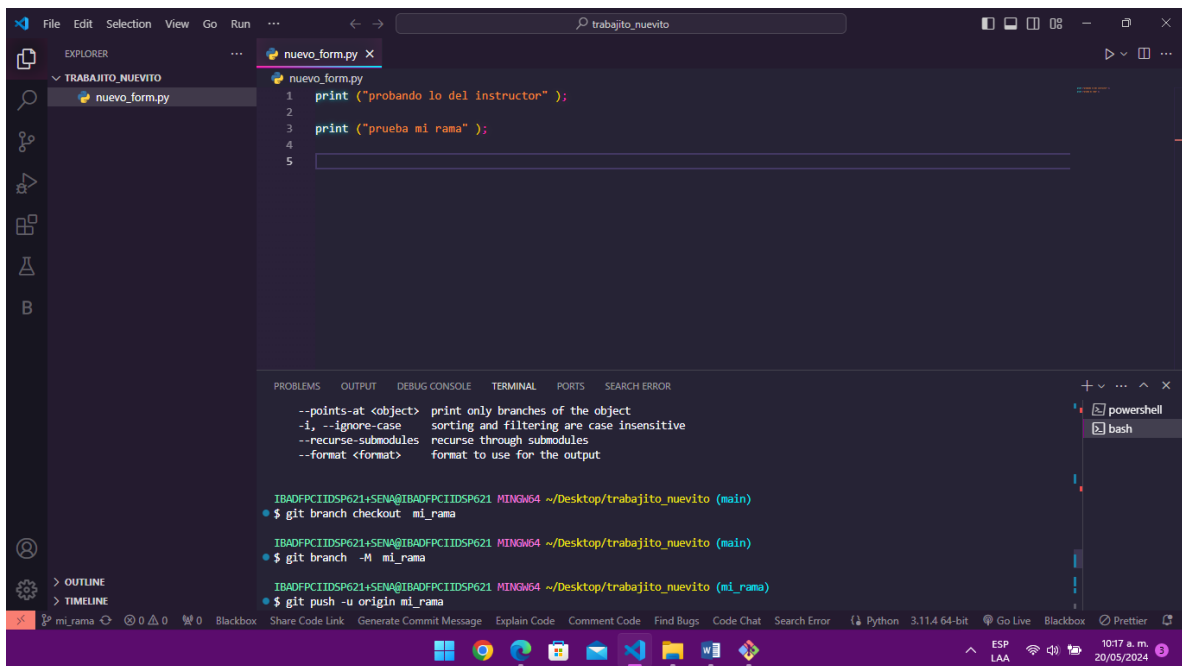 File Edit Selection View Go Run ··· trabajito_nuevito
EXPLORER ···
TRABAJITO_NUEVITO
nuevo_form.py
nuevo_form.py
nuevo_form.py
1 print ("probando lo del instructor" );
2
3 print ("prueba mi rama" );
4
5
PROBLEMS OUTPUT DEBUG CONSOLE TERMINAL PORTS SEARCH ERROR
powershell
bash
--points-at <object> print only branches of the object
-i, --ignore-case sorting and filtering are case insensitive
--recurse-submodules recurse through submodules
--format <format> format to use for the output
IBADFPCIIDSP621+SENA@IBADFPCIIDSP621 MINGW64 ~/Desktop/trabajito_nuevito (main)
$ git branch checkout mi_rama
IBADFPCIIDSP621+SENA@IBADFPCIIDSP621 MINGW64 ~/Desktop/trabajito_nuevito (main)
$ git branch -M mi_rama
IBADFPCIIDSP621+SENA@IBADFPCIIDSP621 MINGW64 ~/Desktop/trabajito_nuevito (mi_rama)
$ git push -u origin mi_rama
OUTLINE
TIMELINE
mi_rama 0 0 0 Blackbox Share Code Link Generate Commit Message Explain Code Comment Code Find Bugs Code Chat Search Error Python 3.11.4 64-bit Go Live Blackbox Prettier
ESP
LAA
10:17 a. m.
20/05/2024
3